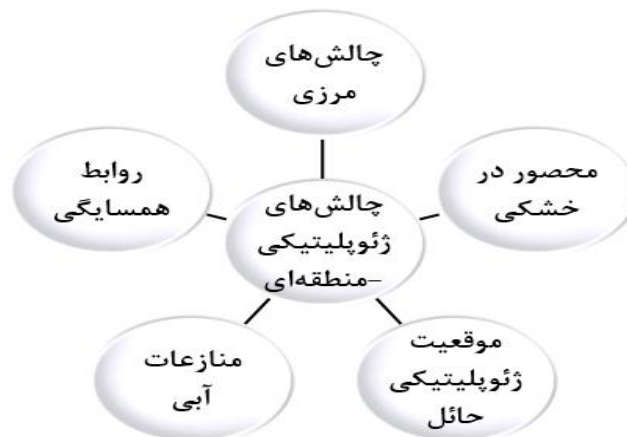 چالش‌های
مرزی
محصور در
خشکی
موقعیت
ژئوپلیتیکی
حائل
منازعات
آبی
روابط
همسایگی
چالش‌های
ژئوپلیتیکی
–منطقه‌ای